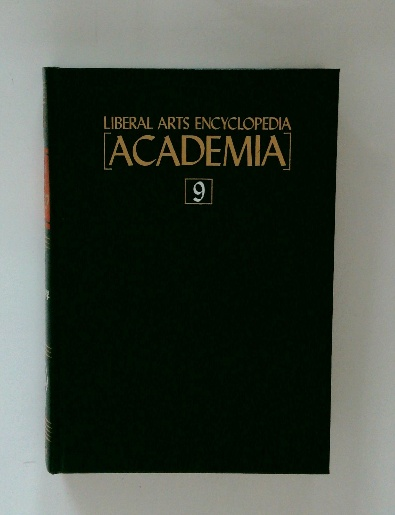 LIBERAL ARTS ENCYCLOPEDIA
[ACADEMIA]
9